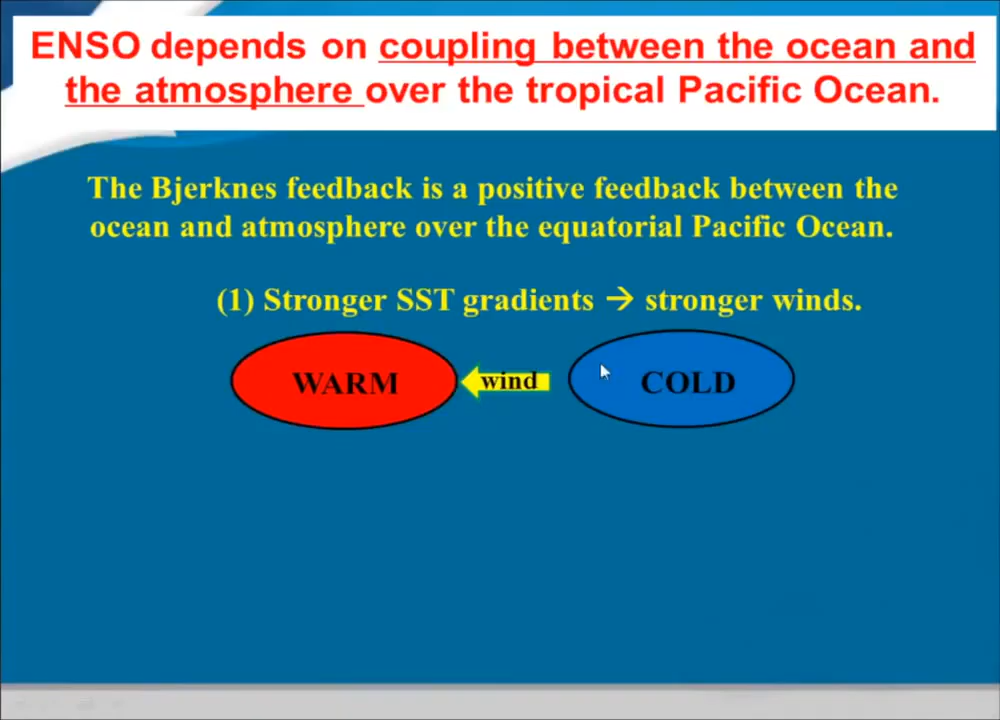 ENSO depends on coupling between the ocean and
the atmosphere over the tropical Pacific Ocean.
The Bjerknes feedback is a positive feedback between the
ocean and atmosphere over the equatorial Pacific Ocean.
(1) Stronger SST gradients → stronger winds.
WARM wind COLD